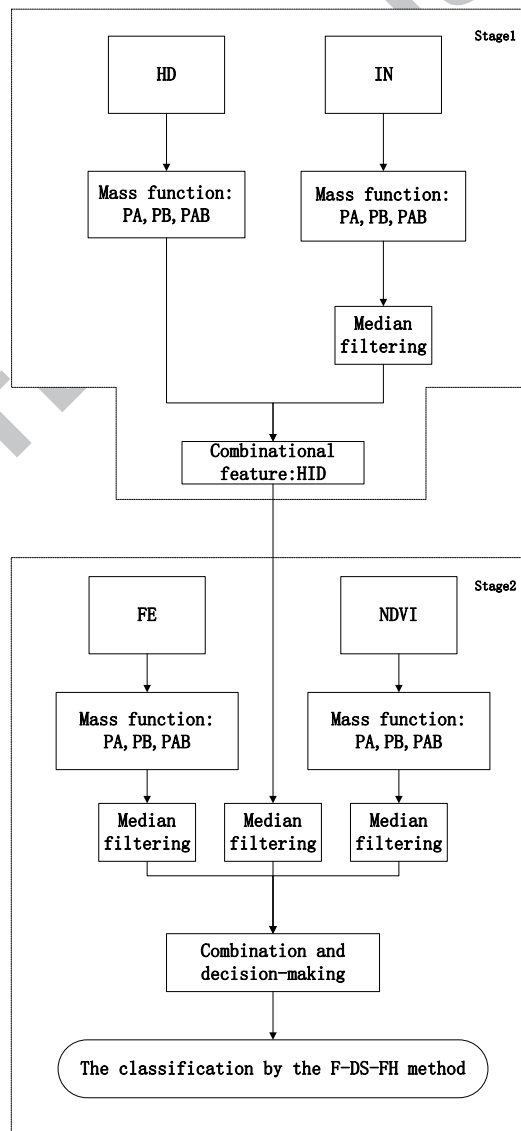 Stage1
HD
IN
Mass function:
PA, PB, PAB
Mass function:
PA, PB, PAB
Median
filtering
Combinational
feature:HID
Stage2
FE
NDVI
Mass function:
PA, PB, PAB
Mass function:
PA, PB, PAB
Median
filtering
Median
filtering
Median
filtering
Combination and
decision-making
The classification by the F-DS-FH method